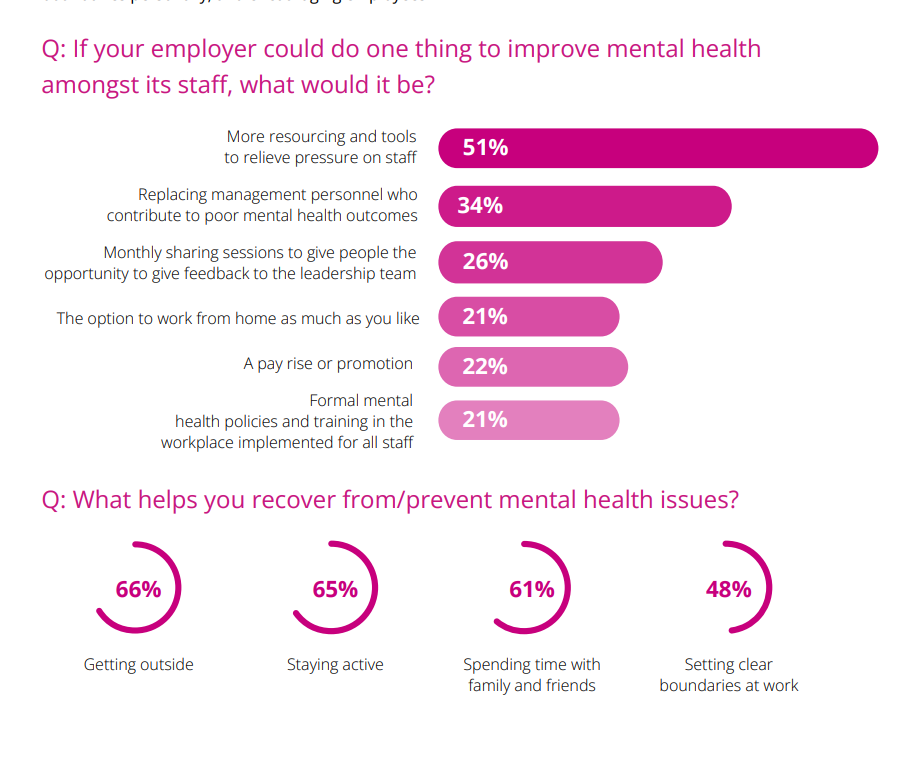 Q: If your employer could do one thing to improve mental health
amongst its staff, what would it be?
More resourcing and tools
to relieve pressure on staff
51%
Replacing management personnel who
contribute to poor mental health outcomes
34%
Monthly sharing sessions to give people the
opportunity to give feedback to the leadership team
26%
The option to work from home as much as you like
21%
A pay rise or promotion
22%
Formal mental
health policies and training in the
workplace implemented for all staff
21%
Q: What helps you recover from/prevent mental health issues?
66%
Getting outside
65%
Staying active
61%
Spending time with
family and friends
48%
Setting clear
boundaries at work